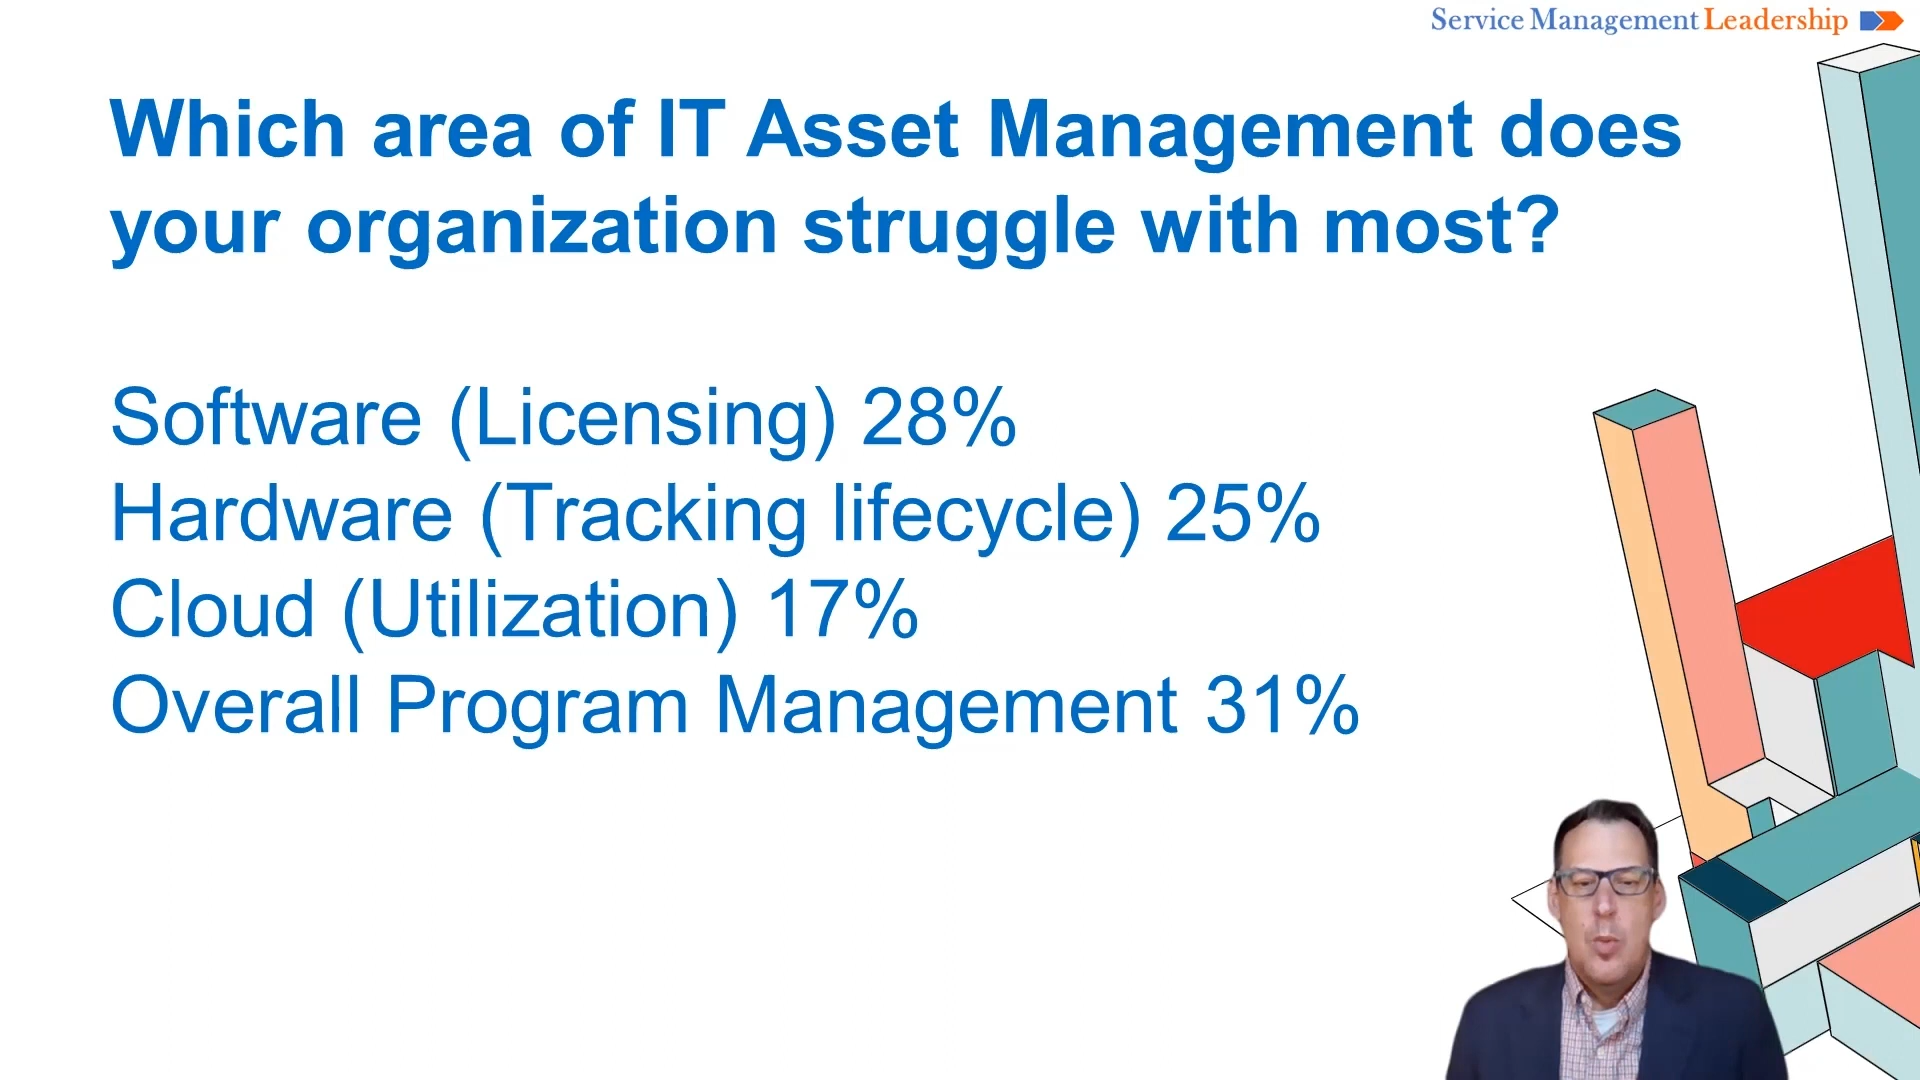 Service Management Leadership
Which area of IT Asset Management does
your organization struggle with most?
Software (Licensing) 28%
Hardware (Tracking lifecycle) 25%
Cloud (Utilization) 17%
Overall Program Management 31%